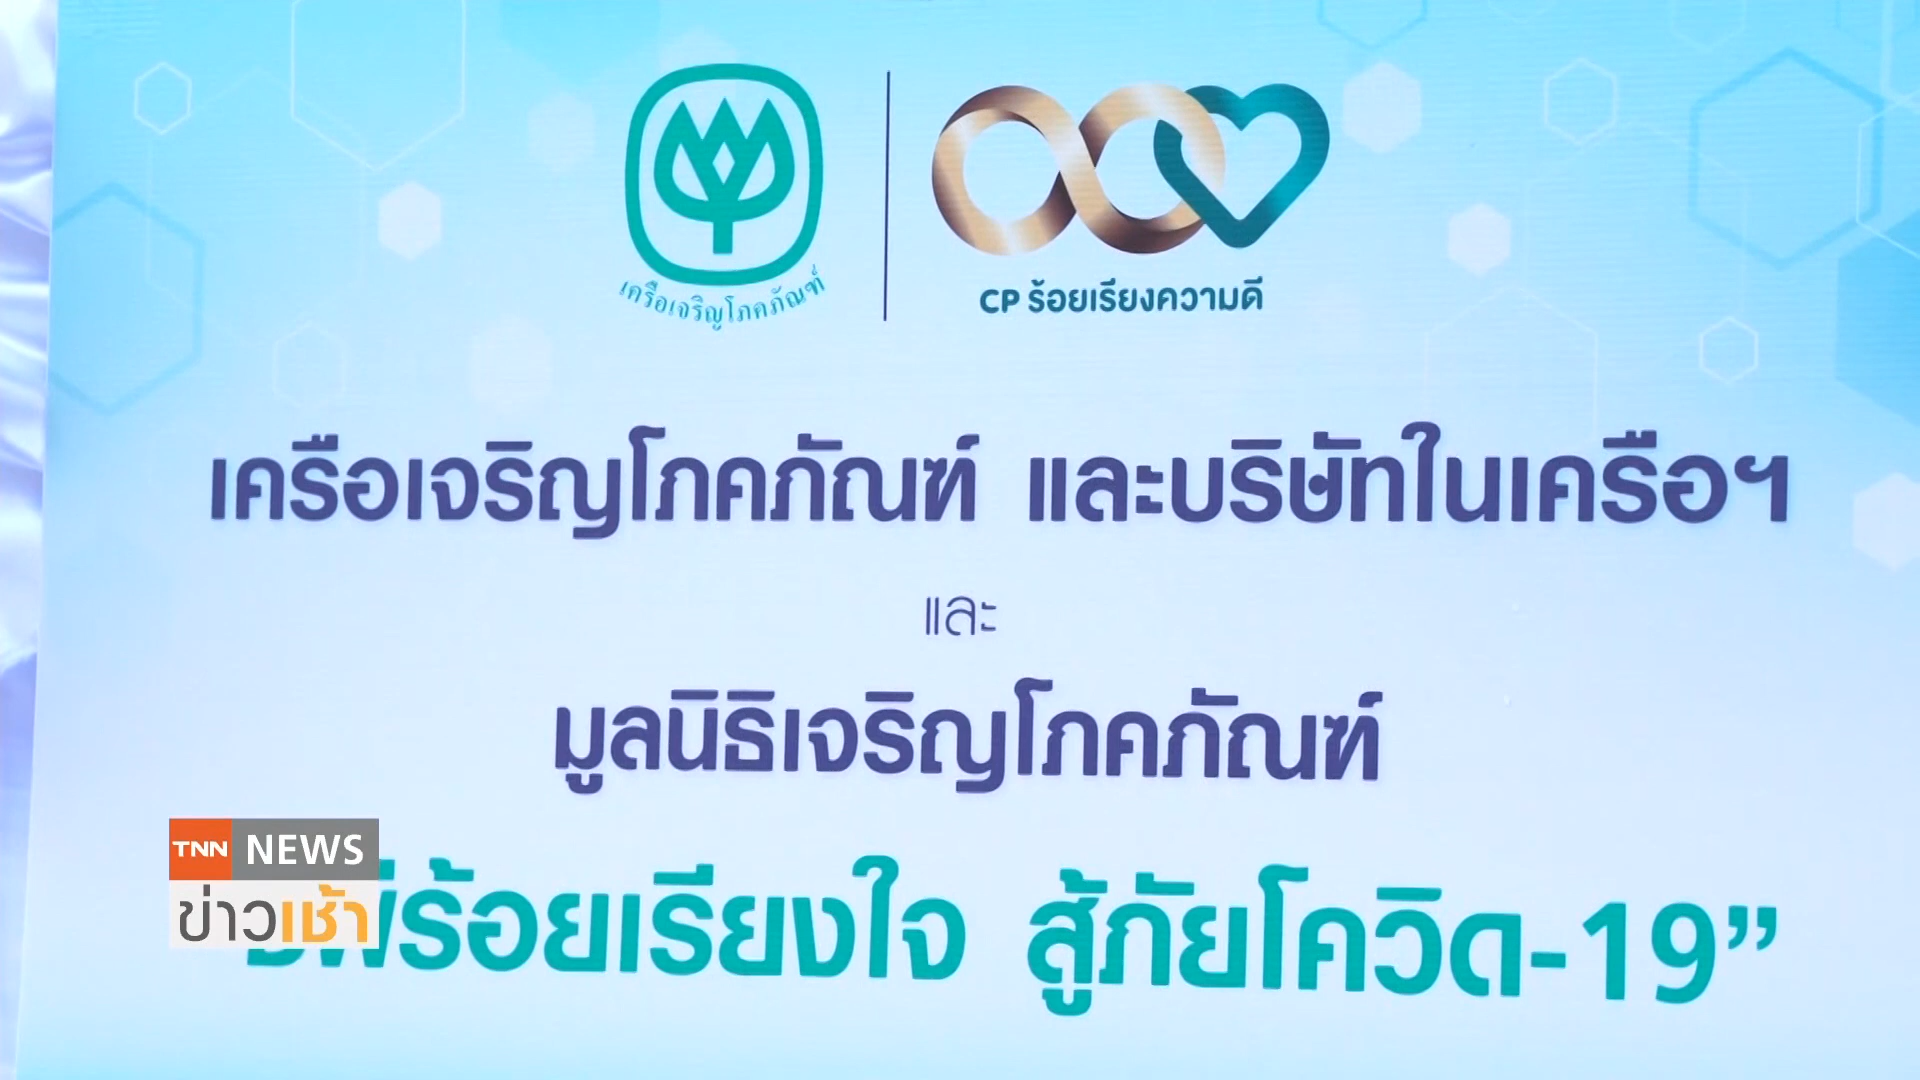 เครือเจริญโภคภัณฑ์
CP ร้อยเรียงความดี
เครือเจริญโภคภัณฑ์ และบริษัทในเครือฯ
และ
มูลนิธิเจริญโภคภัณฑ์
ร้อยเรียงใจ สู้ภัยโควิด-19”
TNN NEWS
ข่าวเช้า